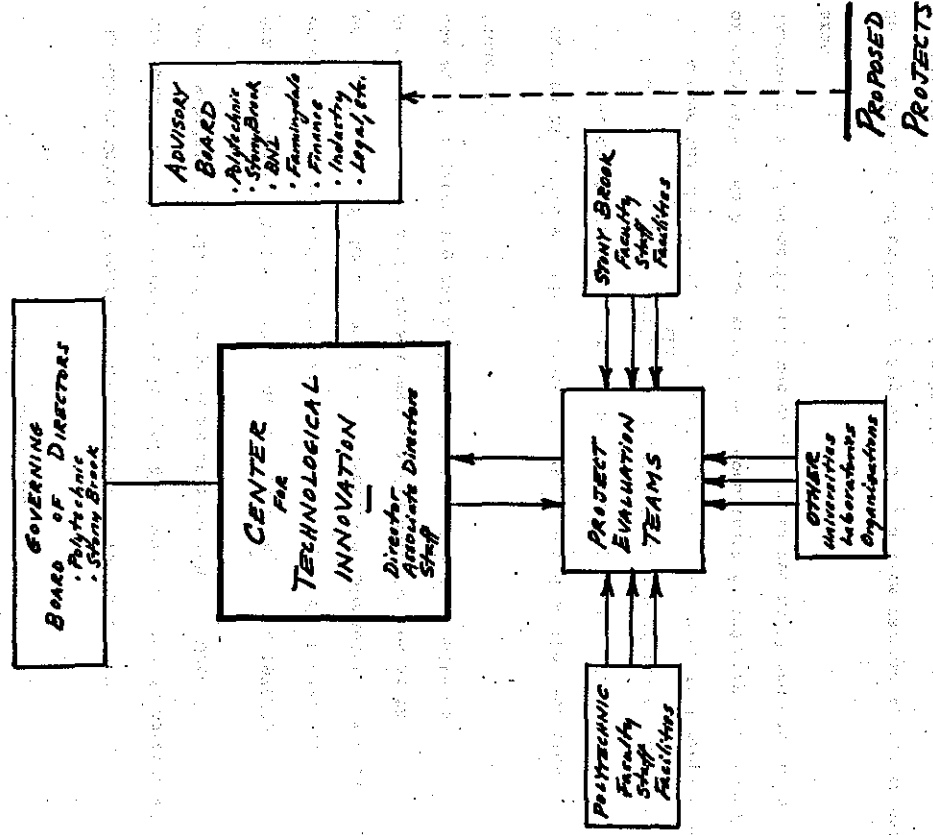 GOVERNING
BOARD OF DIRECTORS
· Polytechnic
· Stony Brook
CENTER
FOR
TECHNOLOGICAL
INNOVATION
—
Director
Associate Directors
Staff
ADVISORY
BOARD
· Polytechnic
· Stony Brook
· BNL
· Farmingdale
· Finance
· Industry
· Legal, etc.
POLYTECHNIC
Faculty
Staff
Facilities
PROJECT
EVALUATION
TEAMS
STONY BROOK
Faculty
Staff
Facilities
OTHER
Universities
Laboratories
Organizations
PROPOSED
PROJECTS